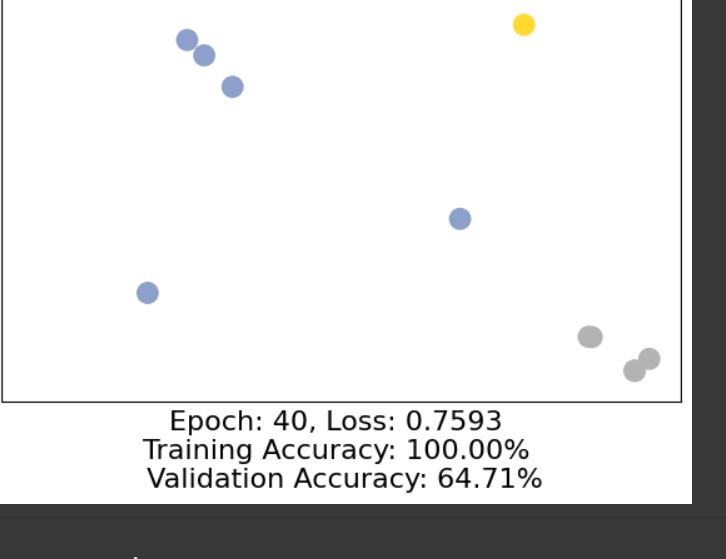 Epoch: 40, Loss: 0.7593
Training Accuracy: 100.00%
Validation Accuracy: 64.71%